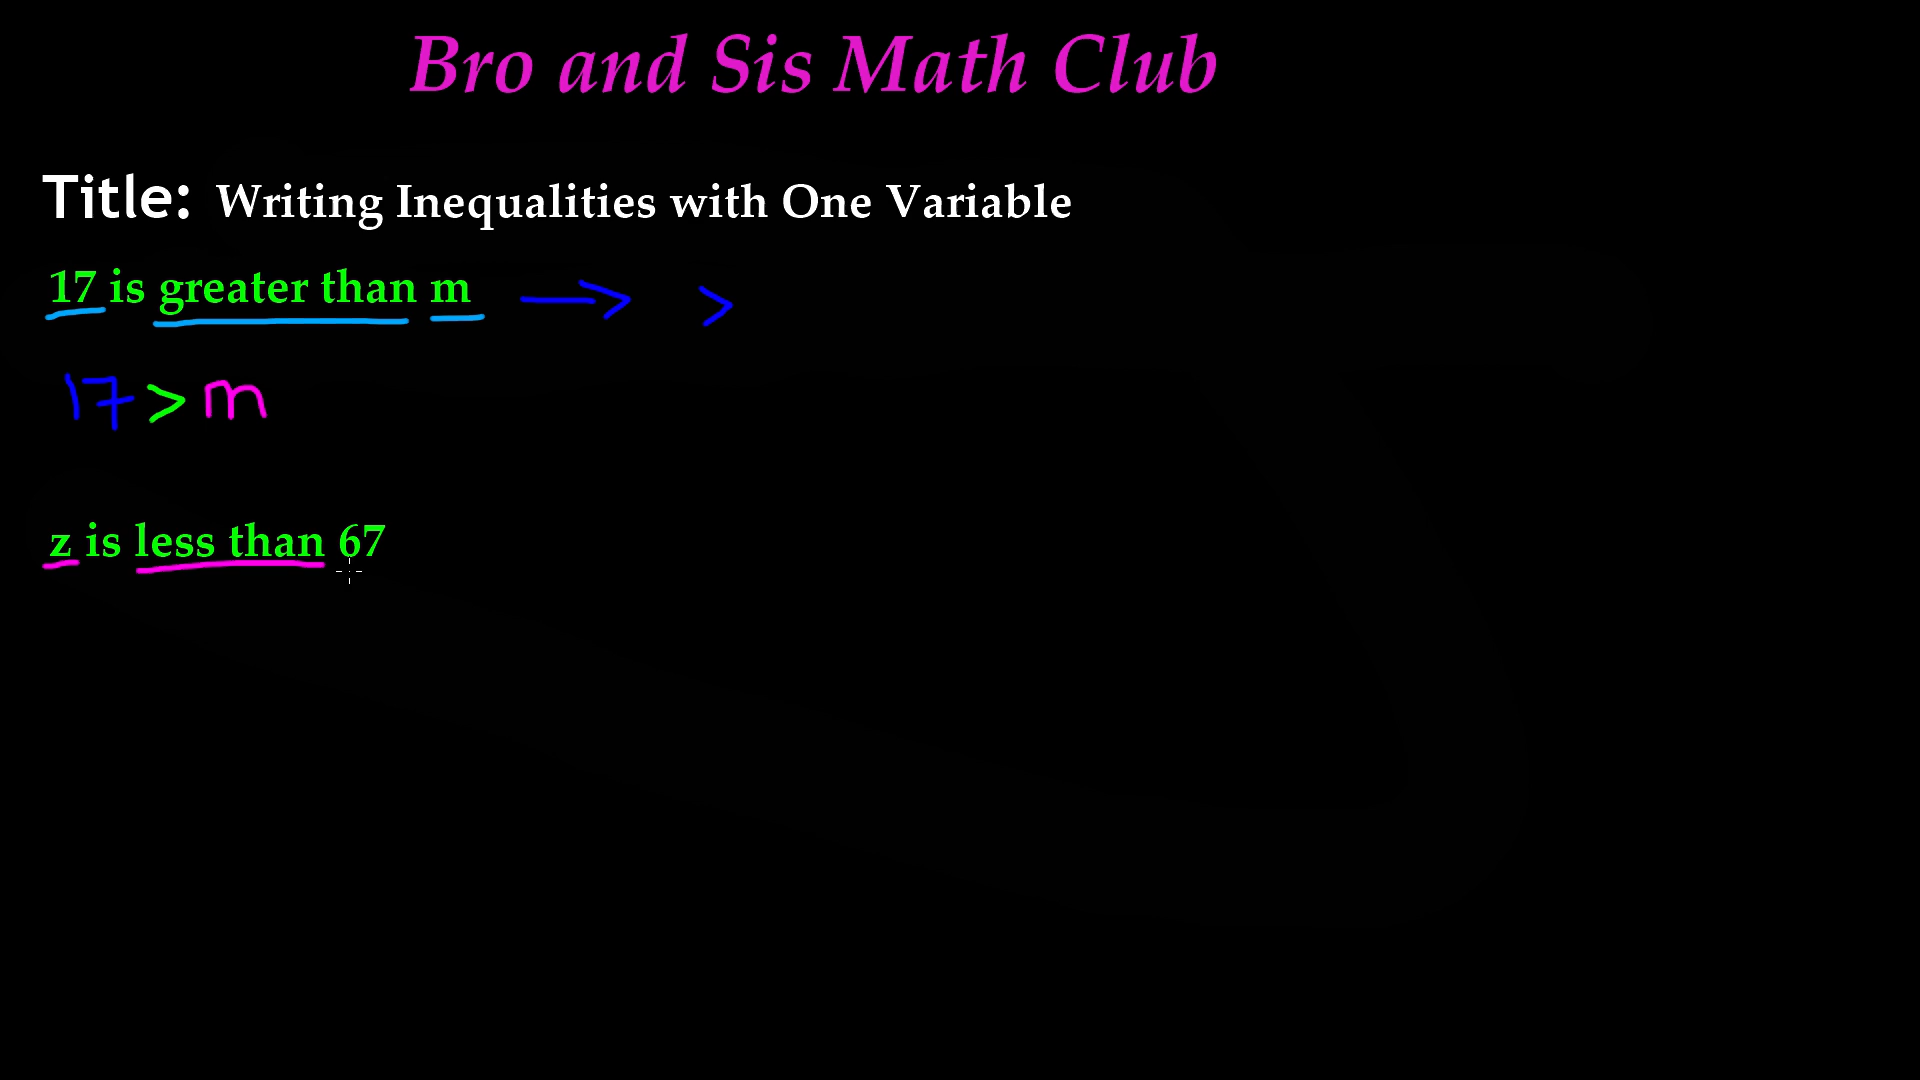 Bro and Sis Math Club
Title: Writing Inequalities with One Variable
17 is greater than m → >
17 > m
z is less than 67